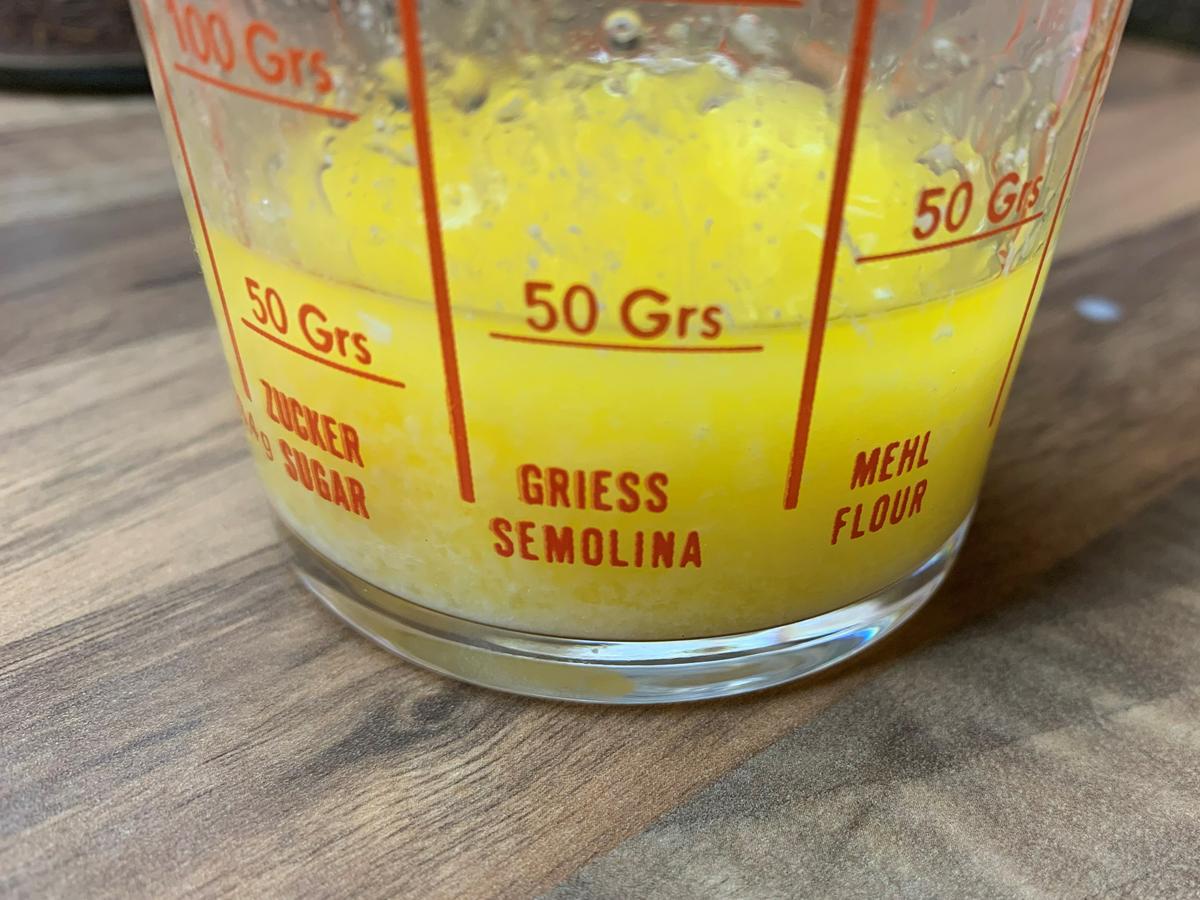 100 Grs
50 Grs
ZUCKER
SUGAR
50 Grs
GRIESS
SEMOLINA
50 Grs
MEHL
FLOUR